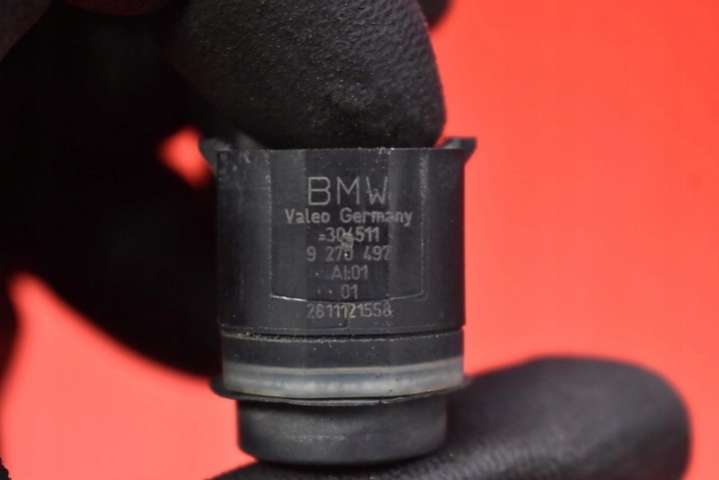 BMW
Valeo Germany
304511
9 270 497
AI:01
01
2611121558